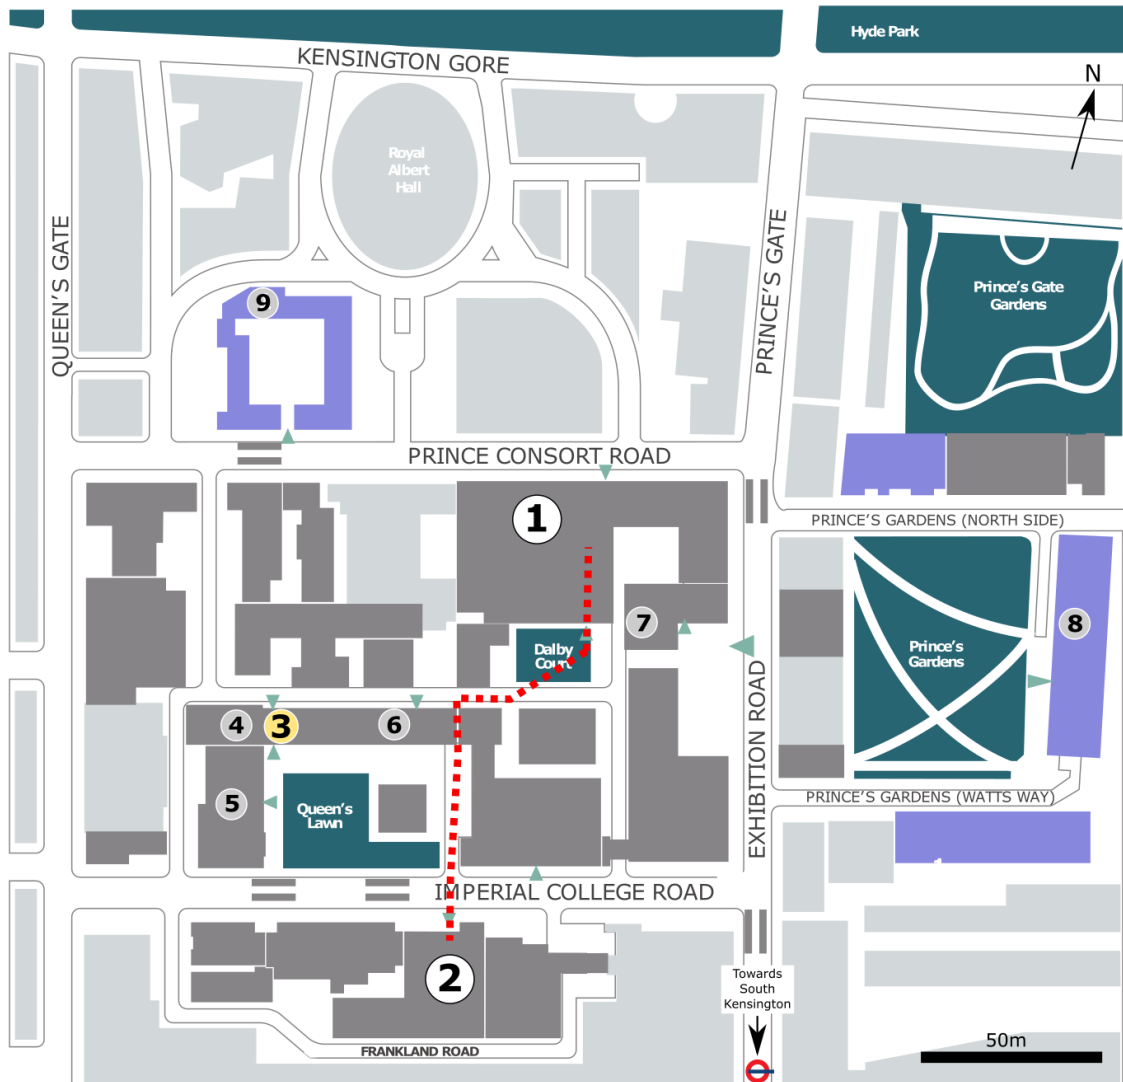 Hyde Park
KENSINGTON GORE
N
Royal
Albert
Hall
QUEEN'S GATE
PRINCE'S GATE
Prince's Gate
Gardens
9
PRINCE CONSORT ROAD
1
PRINCE'S GARDENS (NORTH SIDE)
7
8
Dalby
Court
Prince's
Gardens
EXHIBITION ROAD
4
3
6
5
Queen's
Lawn
PRINCE'S GARDENS (WATTS WAY)
IMPERIAL COLLEGE ROAD
2
Towards
South
Kensington
50m
FRANKLAND ROAD